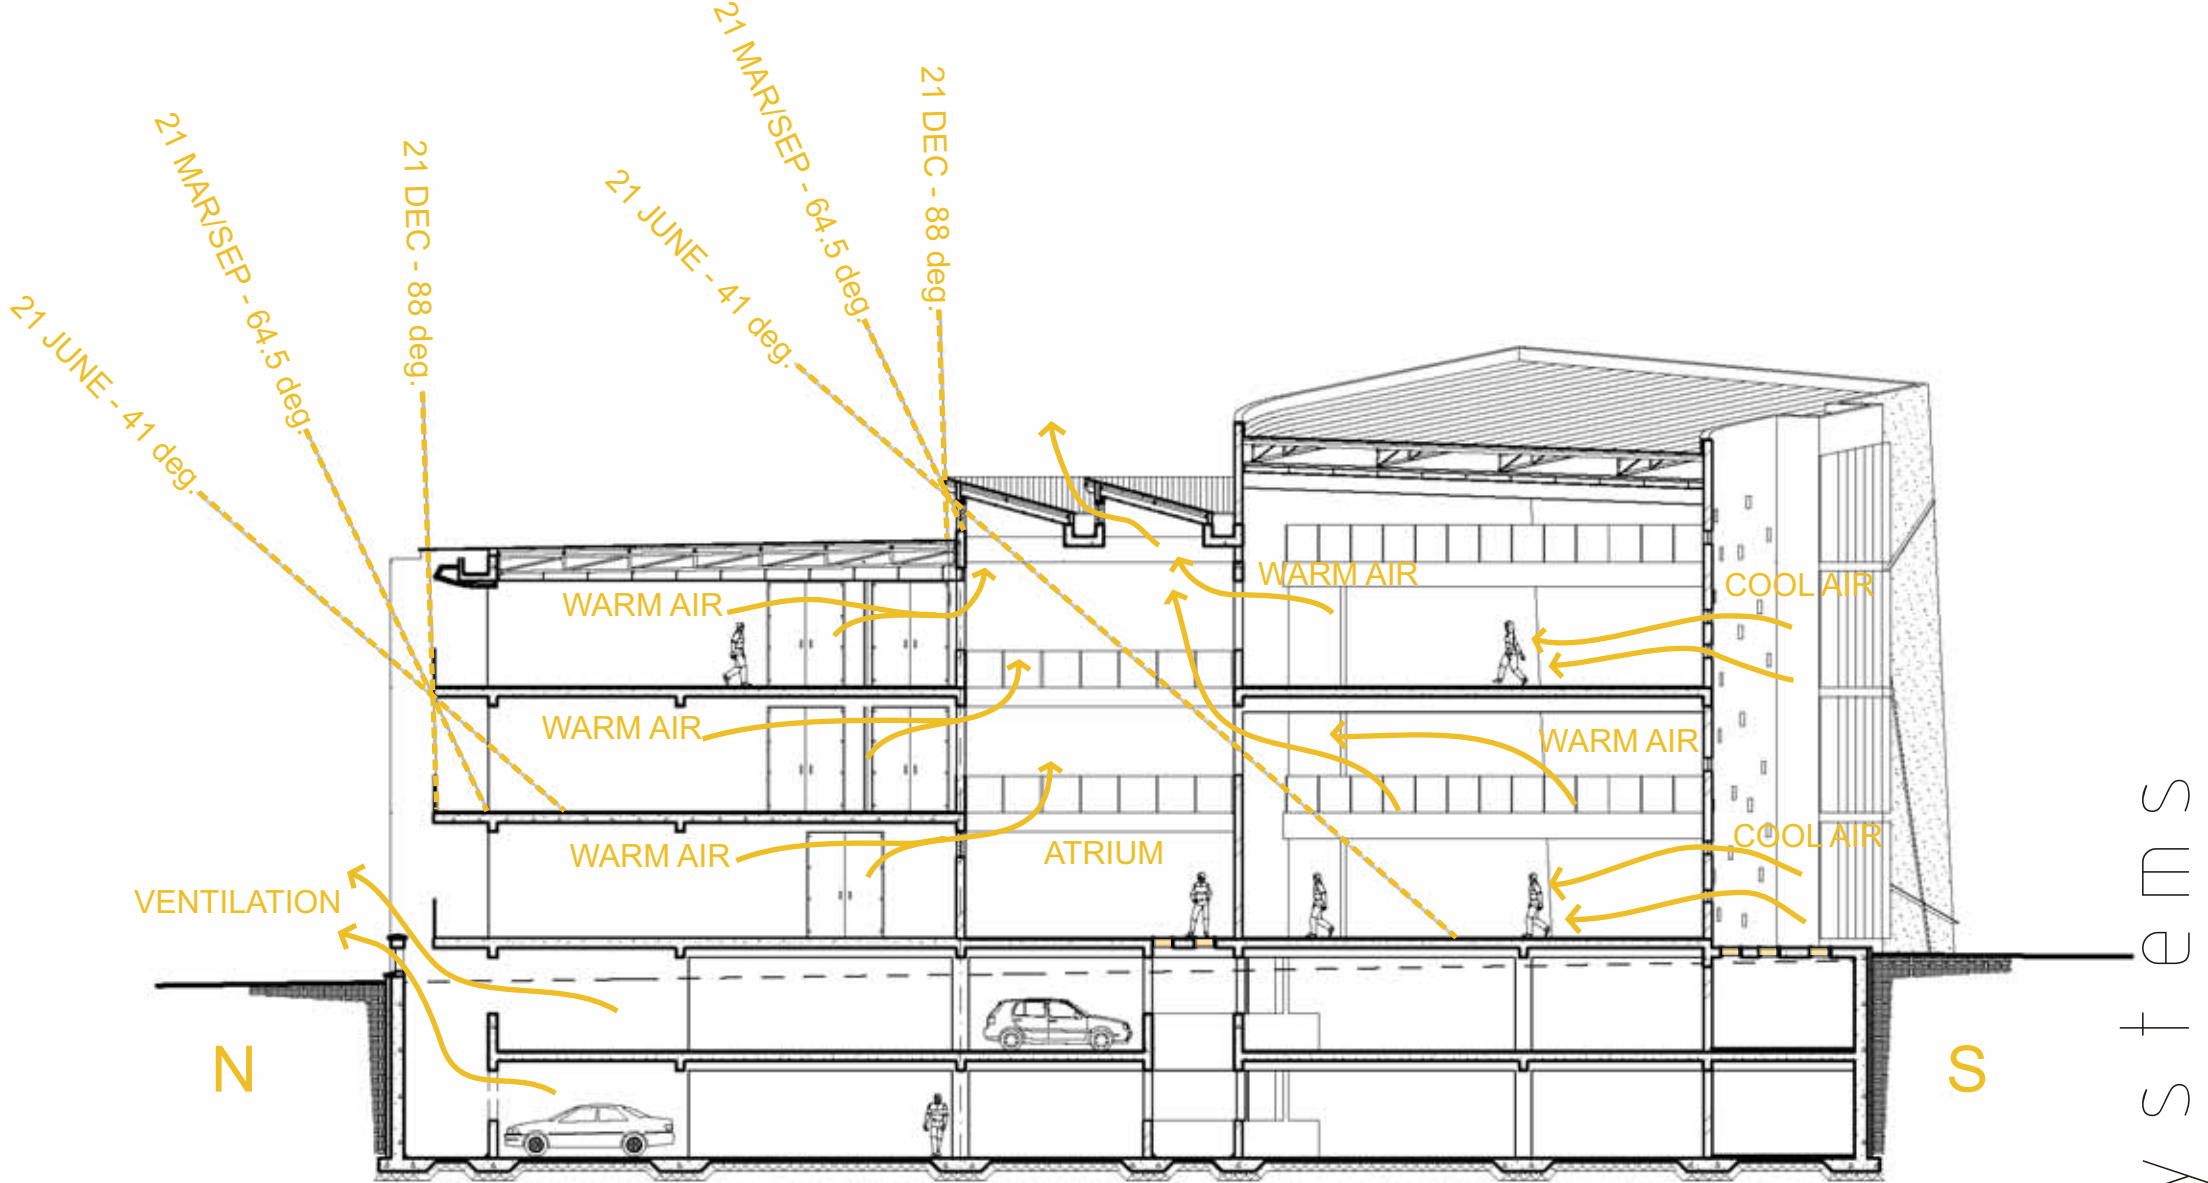 21 JUNE - 41 deg.
21 MAR/SEP - 64.5 deg.
21 DEC - 88 deg.
21 JUNE - 41 deg.
21 MAR/SEP - 64.5 deg.
21 DEC - 88 deg.
WARM AIR
WARM AIR
COOL AIR
WARM AIR
WARM AIR
WARM AIR
ATRIUM
COOL AIR
VENTILATION
N
S
ystems